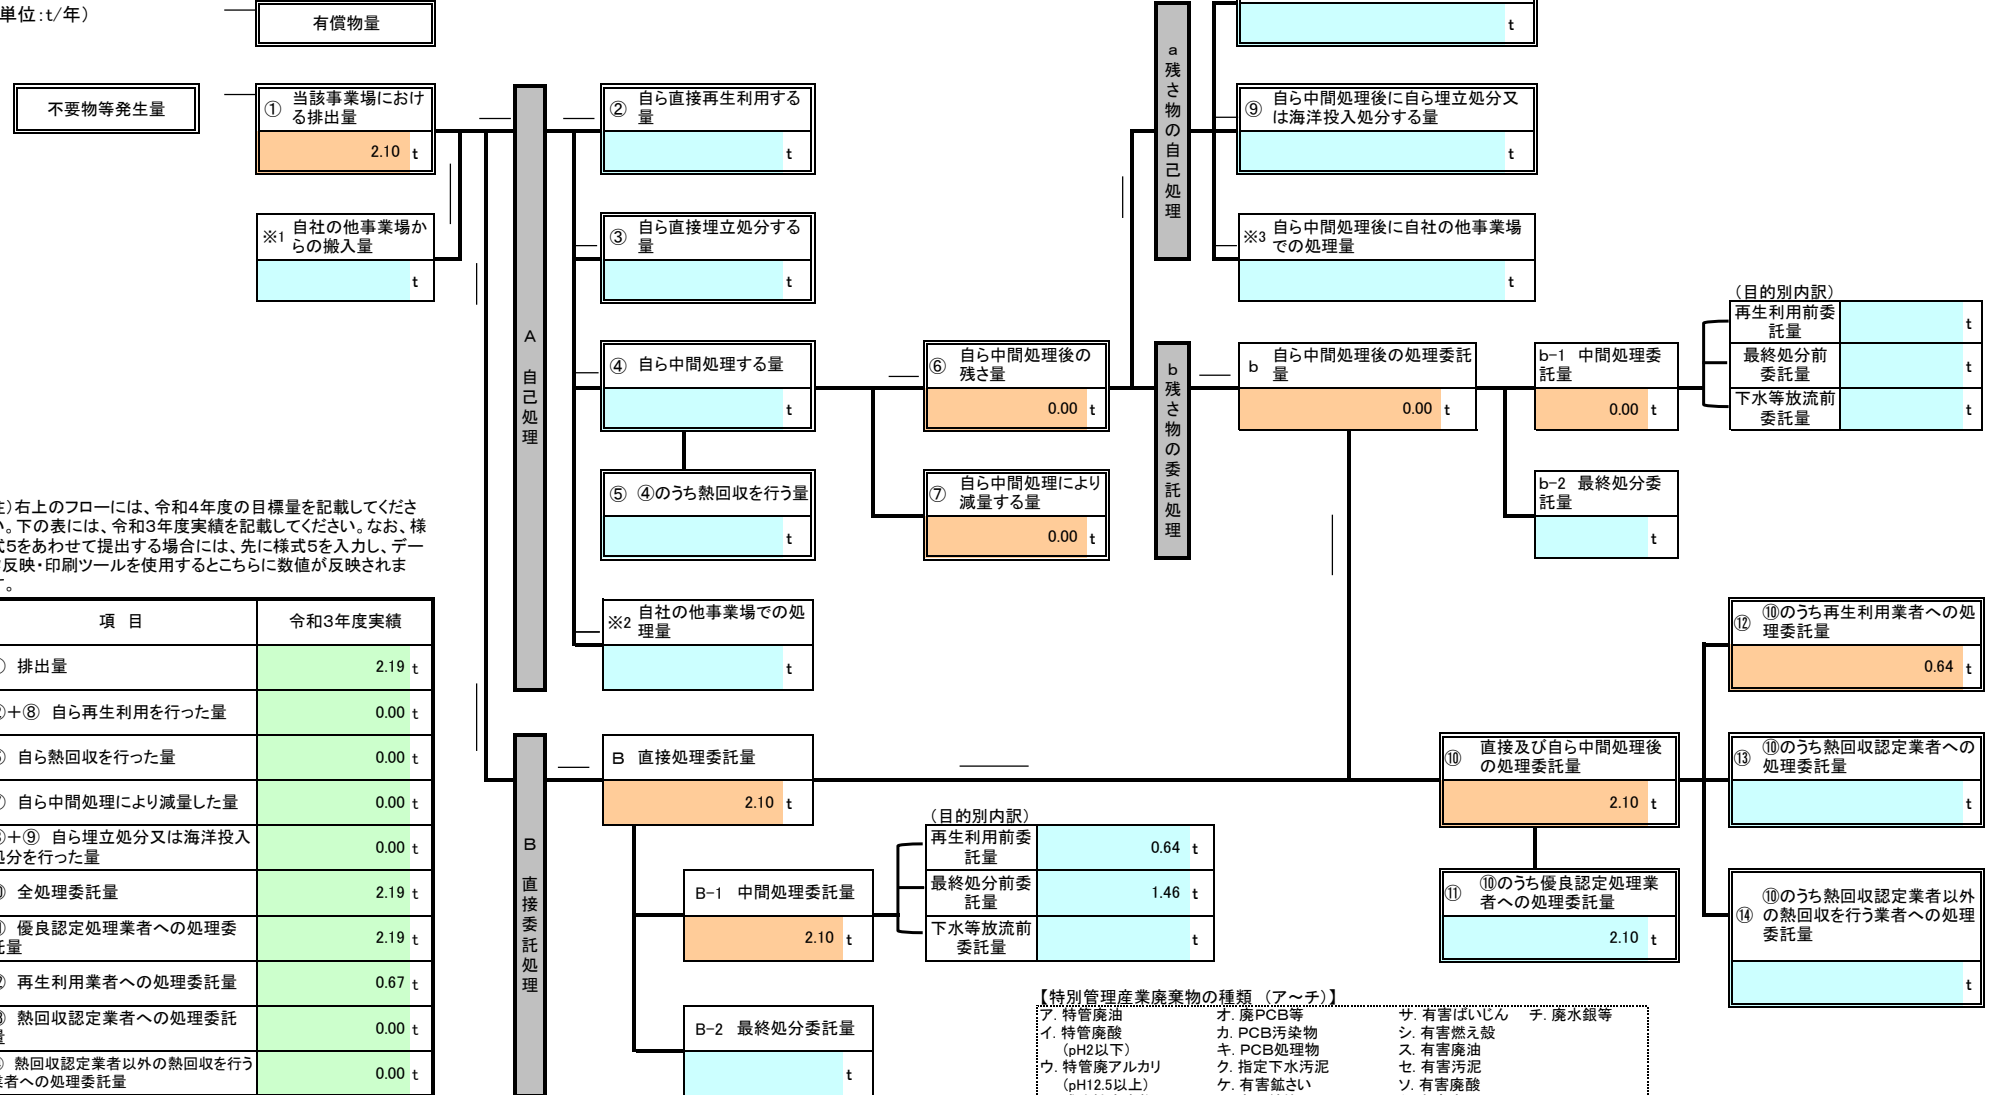 単位:t/年)
有償物量
t
不要物等発生量
① 当該事業場におけ
る排出量
2.10 t
※1 自社の他事業場か
らの搬入量
t
A 自己処理
② 自ら直接再生利用する
量
t
③ 自ら直接埋立処分する
量
t
④ 自ら中間処理する量
t
⑤ ④のうち熱回収を行う量
t
※2 自社の他事業場での処
理量
t
⑥ 自ら中間処理後の
残さ量
0.00 t
⑦ 自ら中間処理により
減量する量
0.00 t
a 残さ物の自己処理
⑨ 自ら中間処理後に自ら埋立処分又
は海洋投入処分する量
t
※3 自ら中間処理後に自社の他事業場
での処理量
t
b 残さ物の委託処理
b 自ら中間処理後の処理委託
量
0.00 t
b-1 中間処理委
託量
0.00 t
b-2 最終処分委
託量
t
(目的別内訳)
再生利用前委
託量
t
最終処分前
委託量
t
下水等放流前
委託量
t
)右上のフローには、令和4年度の目標量を記載してくださ
。下の表には、令和3年度実績を記載してください。なお、様
5をあわせて提出する場合には、先に様式5を入力し、デー
反映・印刷ツールを使用するとこちらに数値が反映されま
。
項 目 令和3年度実績
排出量 2.19 t
+⑧ 自ら再生利用を行った量 0.00 t
自ら熱回収を行った量 0.00 t
自ら中間処理により減量した量 0.00 t
+⑨ 自ら埋立処分又は海洋投入
処分を行った量 0.00 t
全処理委託量 2.19 t
優良認定処理業者への処理委
託量 2.19 t
再生利用業者への処理委託量 0.67 t
熱回収認定業者への処理委託
量 0.00 t
熱回収認定業者以外の熱回収を行う
業者への処理委託量 0.00 t
B 直接委託処理
B 直接処理委託量
2.10 t
B-1 中間処理委託量
2.10 t
B-2 最終処分委託量
t
(目的別内訳)
再生利用前委
託量
0.64 t
最終処分前委
託量
1.46 t
下水等放流前
委託量
t
⑩ 直接及び自ら中間処理後
の処理委託量
2.10 t
⑪ ⑩のうち優良認定処理業
者への処理委託量
2.10 t
⑫ ⑩のうち再生利用業者への処
理委託量
0.64 t
⑬ ⑩のうち熱回収認定業者への
処理委託量
t
⑭ ⑩のうち熱回収認定業者以外
の熱回収を行う業者への処理
委託量
t
【特別管理産業廃棄物の種類 (ア~チ)】
ア. 特管廃油 オ. 廃PCB等 サ. 有害ばいじん チ. 廃水銀等
イ. 特管廃酸 カ. PCB汚染物 シ. 有害燃え殻
(pH2以下) キ. PCB処理物 ス. 有害廃油
ウ. 特管廃アルカリ ク. 指定下水汚泥 セ. 有害汚泥
(pH12.5以上) ケ. 有害鉱さい ソ. 有害廃酸